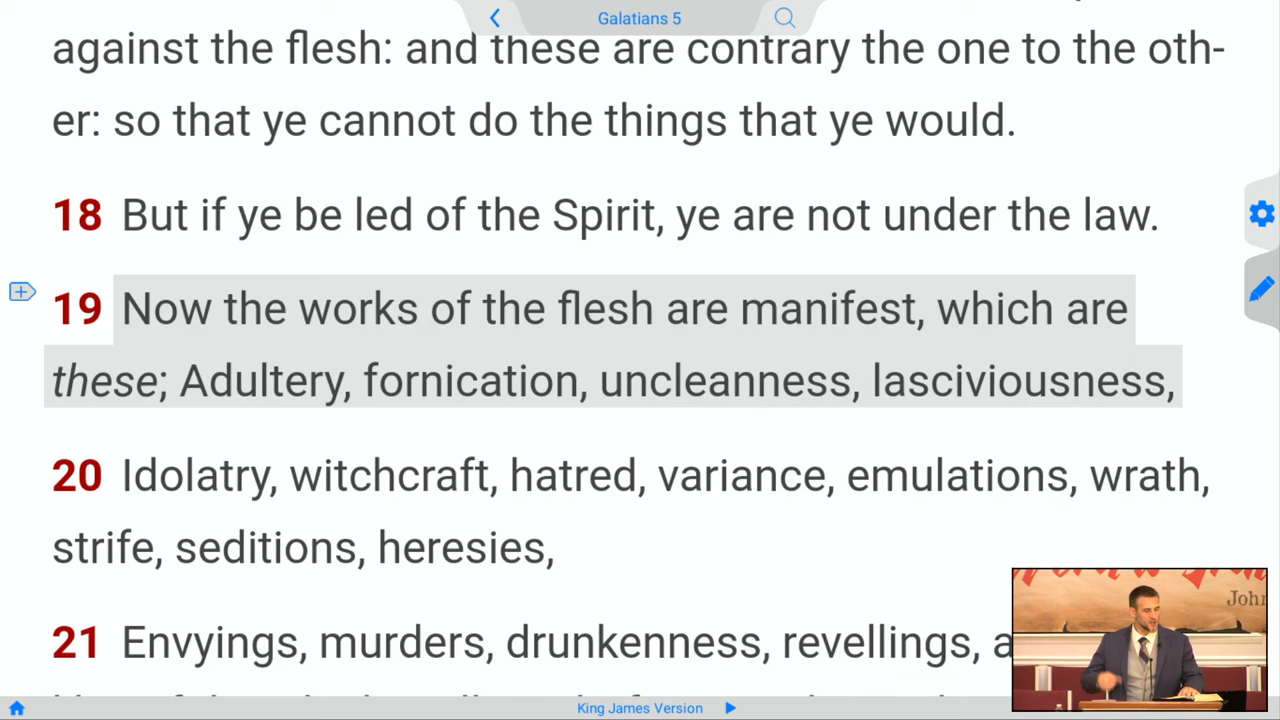 Galatians 5
against the flesh: and these are contrary the one to the oth-
er: so that ye cannot do the things that ye would.
18 But if ye be led of the Spirit, ye are not under the law.
19 Now the works of the flesh are manifest, which are
these; Adultery, fornication, uncleanness, lasciviousness,
20 Idolatry, witchcraft, hatred, variance, emulations, wrath,
strife, seditions, heresies,
21 Envyings, murders, drunkenness, revellings,
John
King James Version